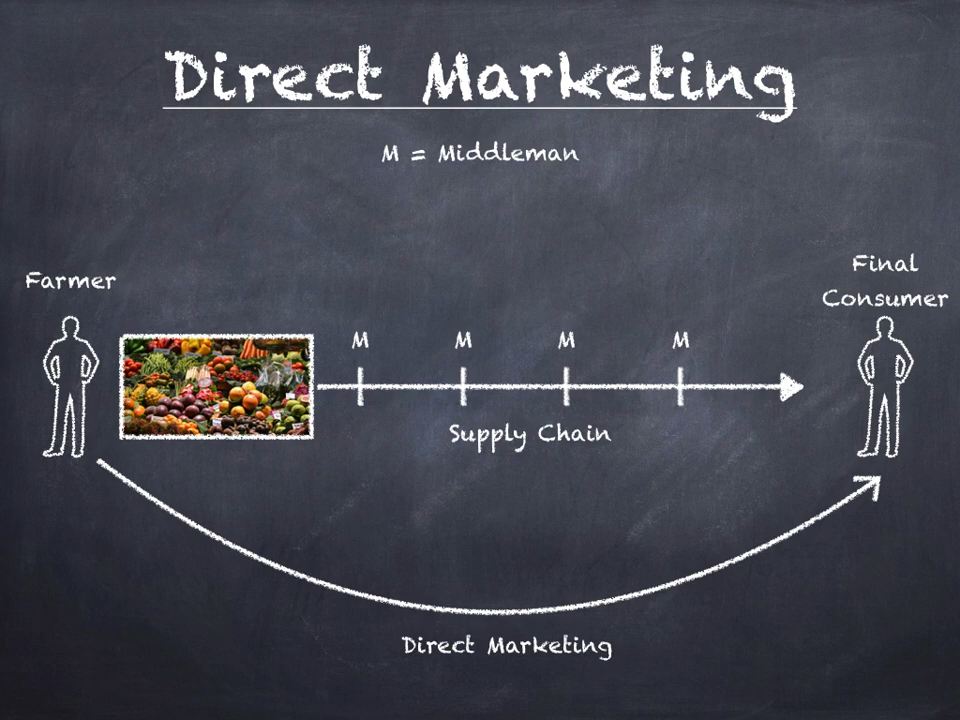 Direct Marketing
M = Middleman
Farmer
Final
Consumer
M M M M
Supply Chain
Direct Marketing